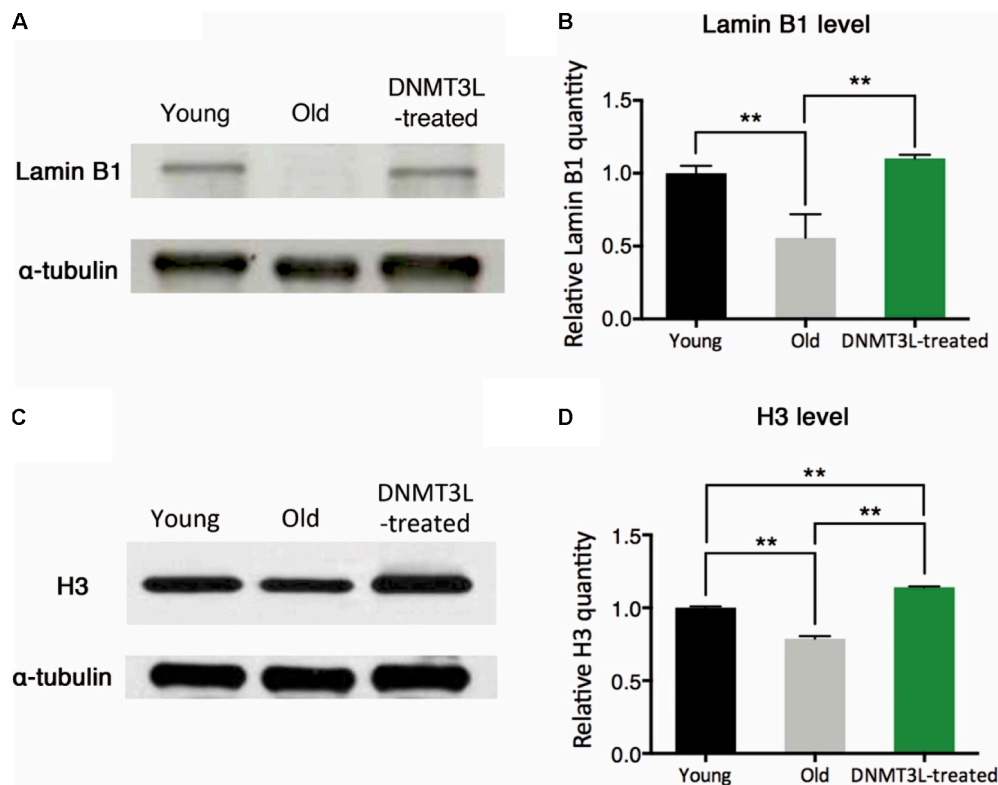 A
Young
Old
DNMT3L
-treated
Lamin B1
α-tubulin
B
Lamin B1 level
Relative Lamin B1 quantity
1.5
1.0
0.5
0.0
**
**
Young
Old
DNMT3L-treated
C
Young
Old
DNMT3L
-treated
H3
α-tubulin
D
H3 level
Relative H3 quantity
1.5
1.0
0.5
0.0
**
**
**
Young
Old
DNMT3L-treated